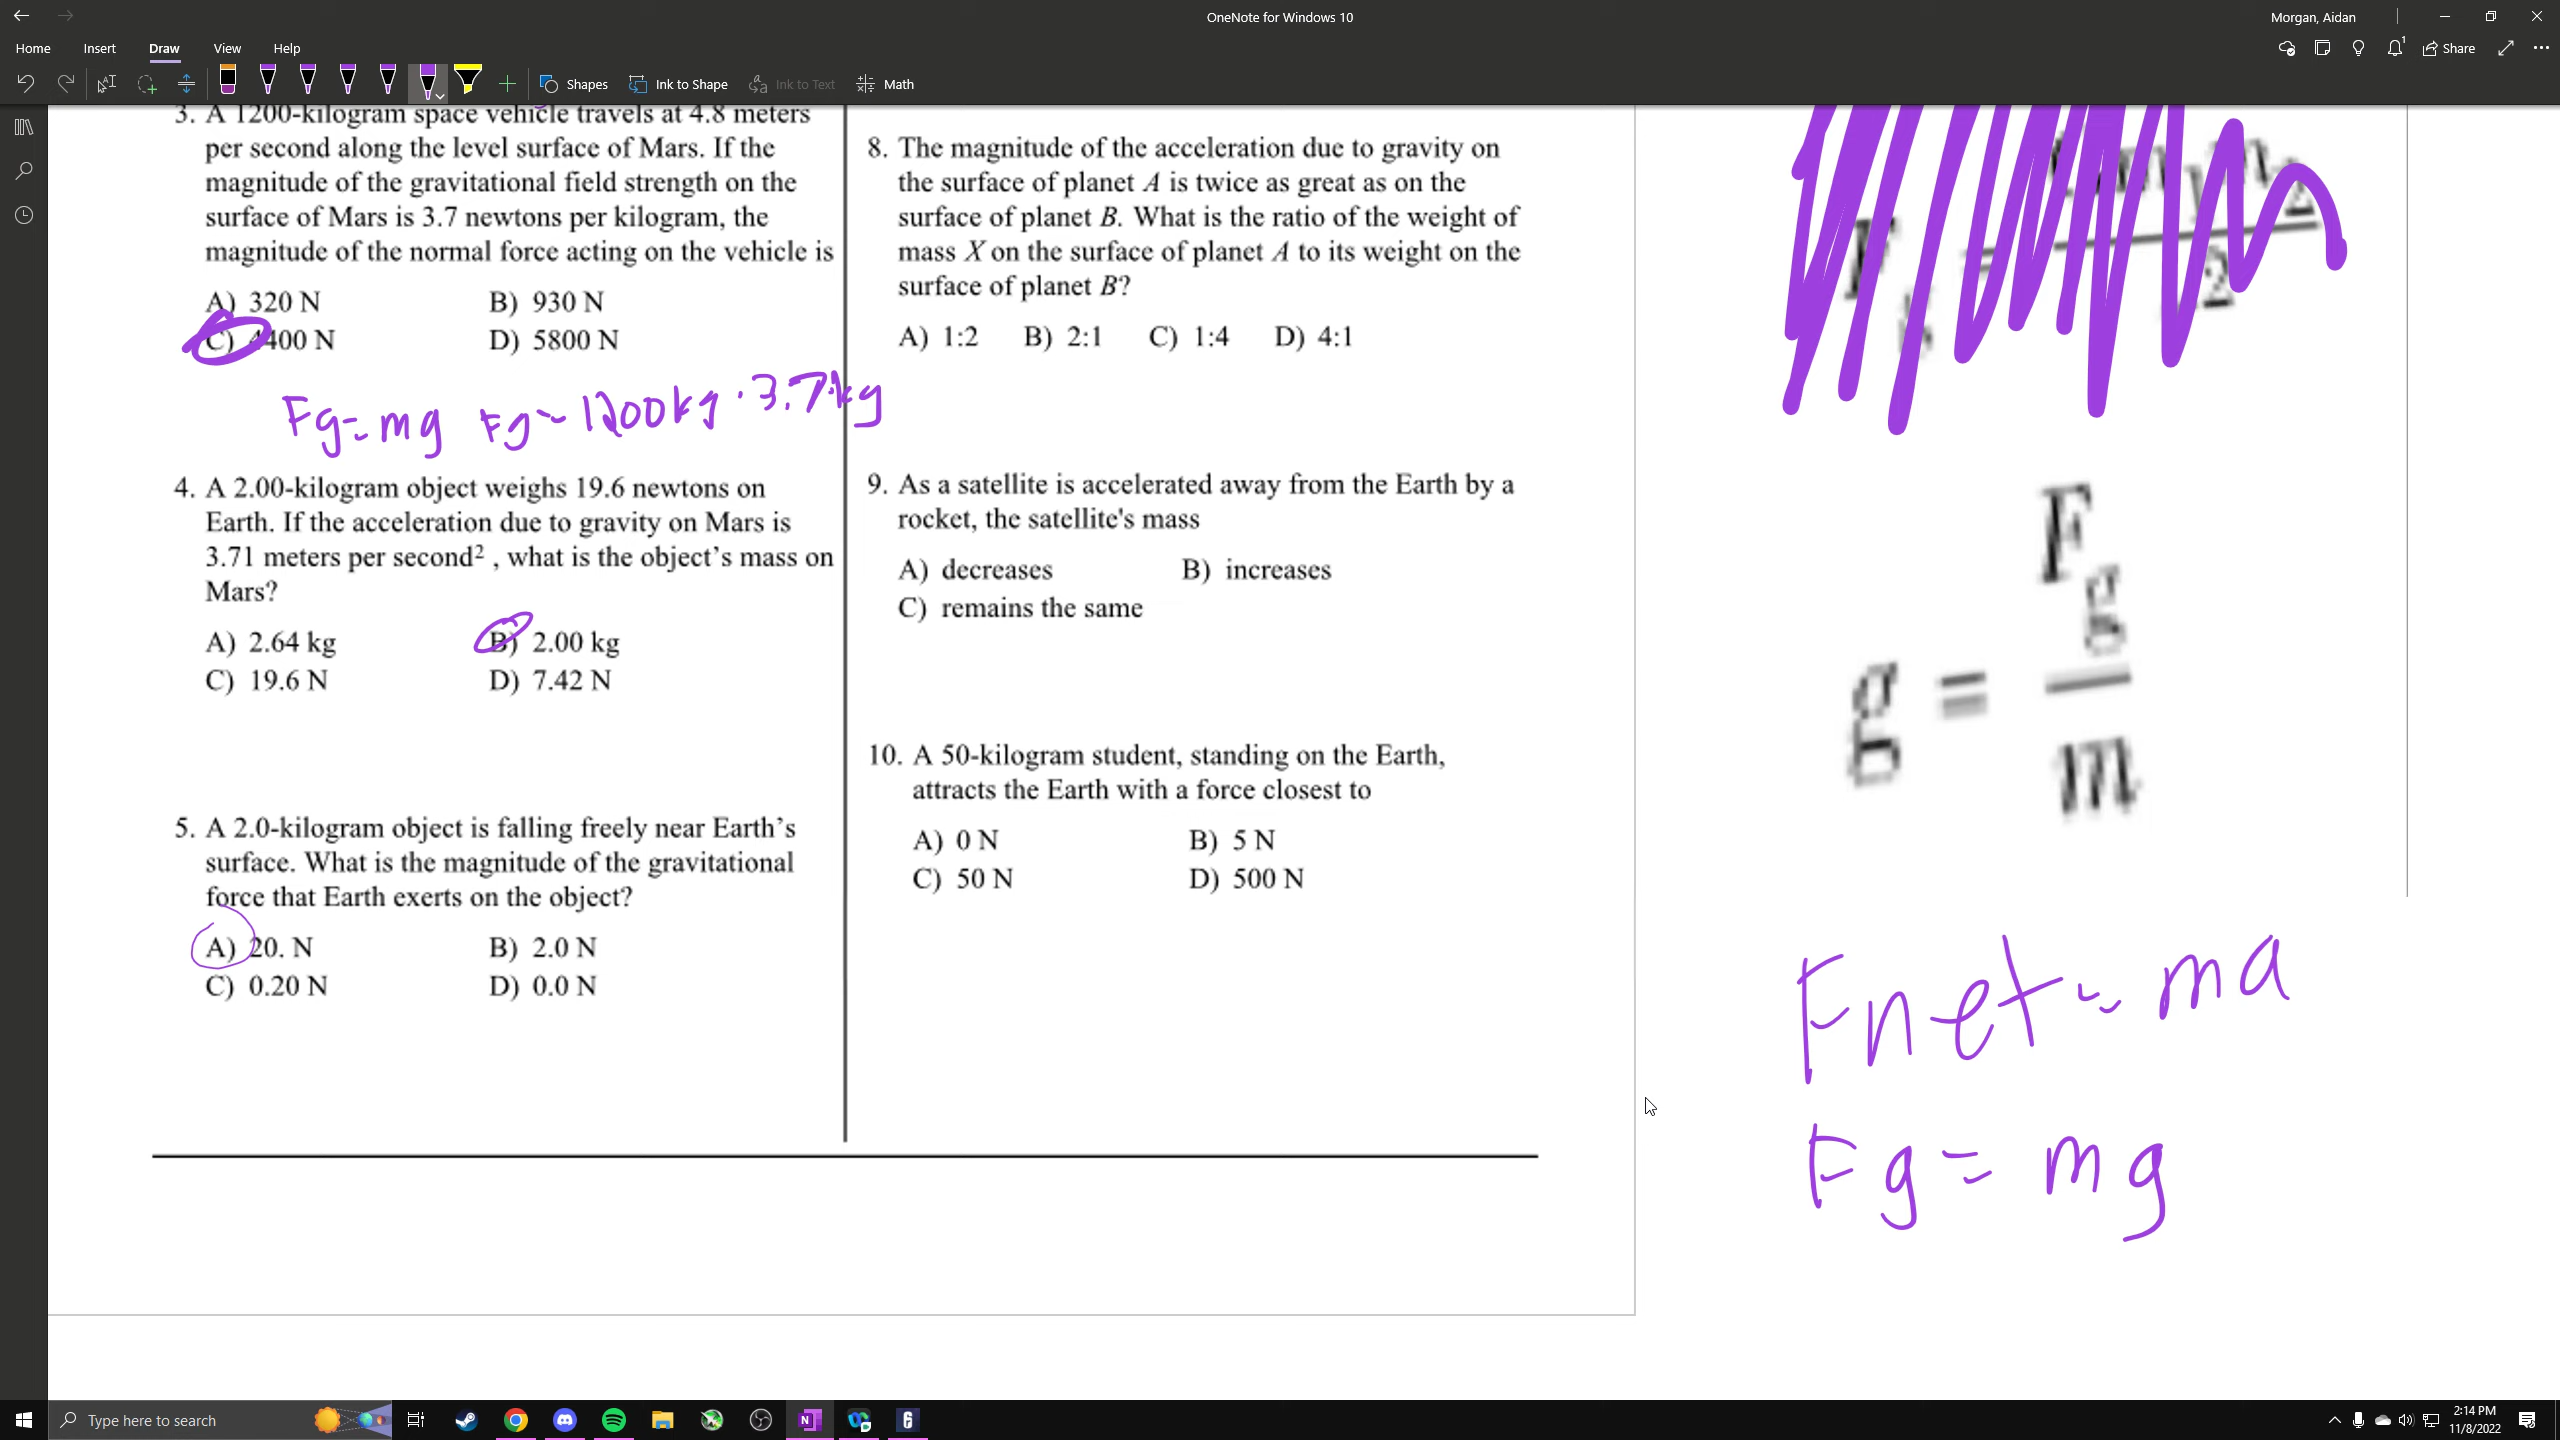 OneNote for Windows 10
Morgan, Aidan
Home Insert Draw View Help
1 Share
Shapes Ink to Shape Ink to Text Math
3. A 1200-kilogram space vehicle travels at 4.8 meters
per second along the level surface of Mars. If the
magnitude of the gravitational field strength on the
surface of Mars is 3.7 newtons per kilogram, the
magnitude of the normal force acting on the vehicle is
A) 320 N B) 930 N
C) 4400 N D) 5800 N
Fg=mg Fg= 1200kg · 3.7
4. A 2.00-kilogram object weighs 19.6 newtons on
Earth. If the acceleration due to gravity on Mars is
3.71 meters per second² , what is the object's mass on
Mars?
A) 2.64 kg B) 2.00 kg
C) 19.6 N D) 7.42 N
5. A 2.0-kilogram object is falling freely near Earth's
surface. What is the magnitude of the gravitational
force that Earth exerts on the object?
A) 20. N B) 2.0 N
C) 0.20 N D) 0.0 N
8. The magnitude of the acceleration due to gravity on
the surface of planet A is twice as great as on the
surface of planet B. What is the ratio of the weight of
mass X on the surface of planet A to its weight on the
surface of planet B?
A) 1:2 B) 2:1 C) 1:4 D) 4:1
9. As a satellite is accelerated away from the Earth by a
rocket, the satellite's mass
A) decreases B) increases
C) remains the same
10. A 50-kilogram student, standing on the Earth,
attracts the Earth with a force closest to
A) 0 N B) 5 N
C) 50 N D) 500 N
g = Fg
m
Fnet = ma
Fg = mg
Type here to search
2:14 PM
11/8/2022